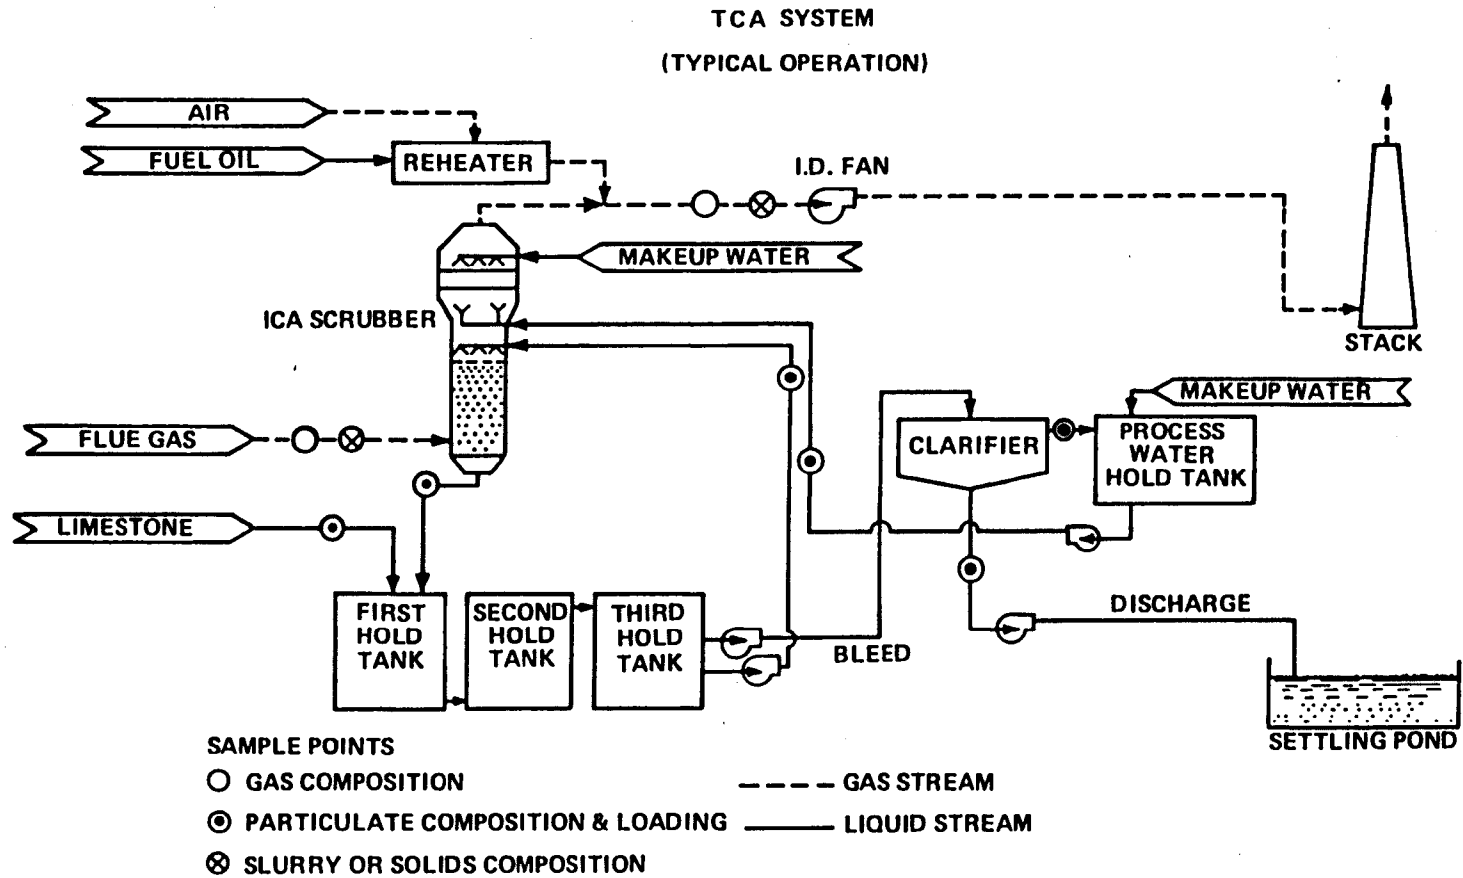 TCA SYSTEM
(TYPICAL OPERATION)
AIR
FUEL OIL
REHEATER
I.D. FAN
MAKEUP WATER
ICA SCRUBBER
STACK
MAKEUP WATER
FLUE GAS
CLARIFIER
PROCESS
WATER
HOLD TANK
LIMESTONE
FIRST
HOLD
TANK
SECOND
HOLD
TANK
THIRD
HOLD
TANK
BLEED
DISCHARGE
SETTLING POND
SAMPLE POINTS
GAS COMPOSITION
GAS STREAM
PARTICULATE COMPOSITION & LOADING
LIQUID STREAM
SLURRY OR SOLIDS COMPOSITION